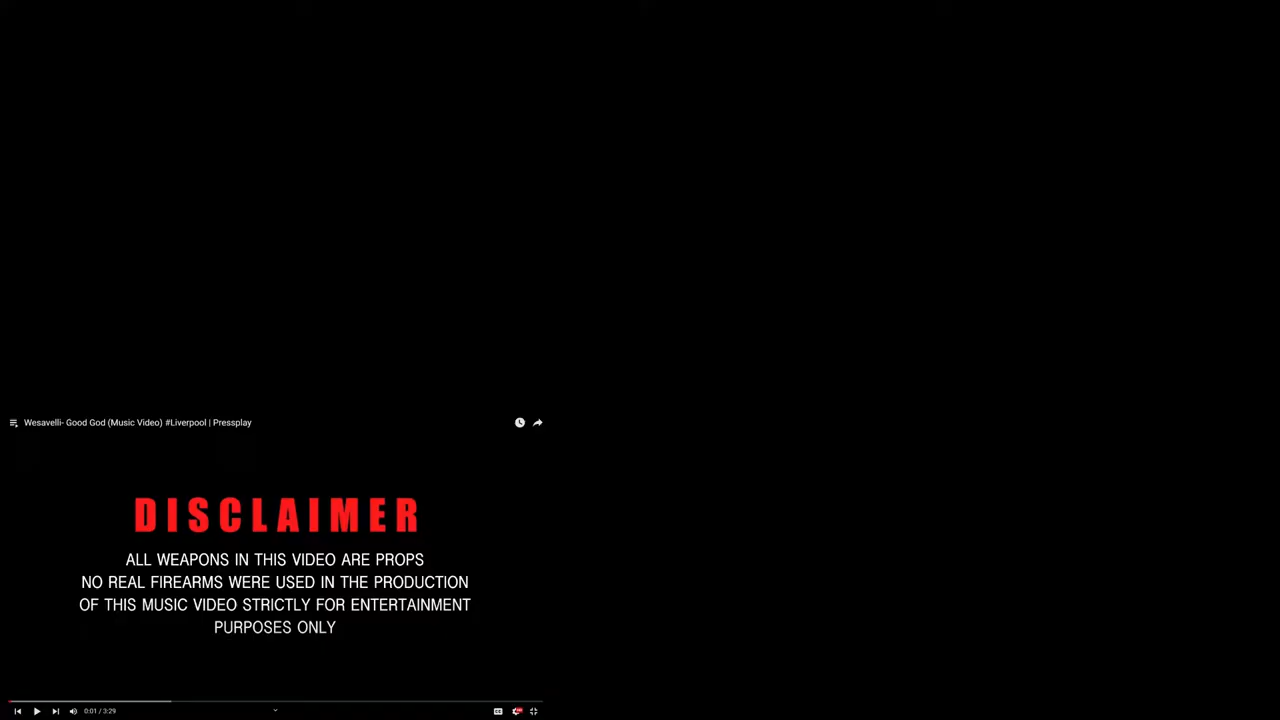 Wesavelli- Good God (Music Video) #Liverpool | Pressplay
DISCLAIMER
ALL WEAPONS IN THIS VIDEO ARE PROPS
NO REAL FIREARMS WERE USED IN THE PRODUCTION
OF THIS MUSIC VIDEO STRICTLY FOR ENTERTAINMENT
PURPOSES ONLY
0:01 / 3:29